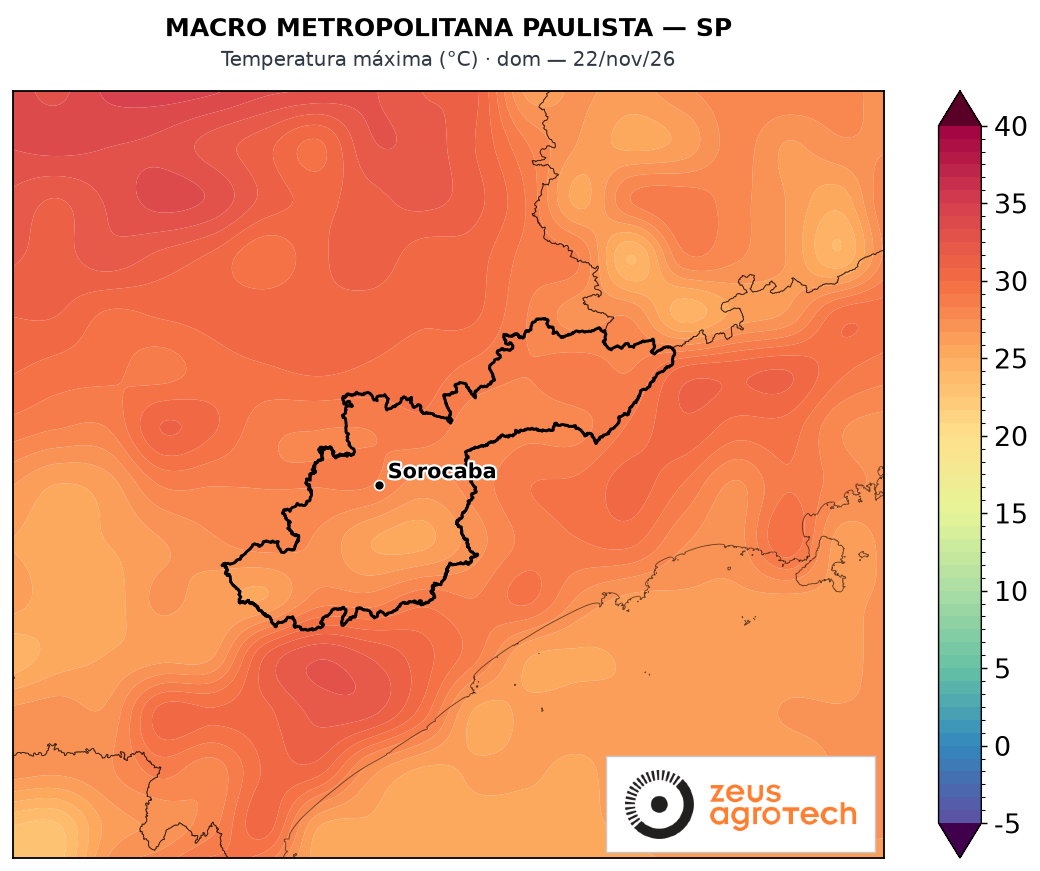 MACRO METROPOLITANA PAULISTA — SP
Temperatura máxima (°C) · dom — 22/nov/26
40
35
30
25
20
15
10
5
0
-5
Sorocaba
zeus
agrotech